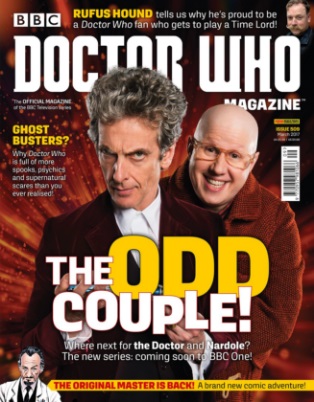 BBC
RUFUS HOUND tells us why he's proud to be
a Doctor Who fan who gets to play a Time Lord!
DOCTOR WHO
MAGAZINE
The OFFICIAL MAGAZINE
of the BBC Television Series
ISSUE 509
March 2017
GHOST
BUSTERS?
Why Doctor Who
is full of more
spooks, psychics
and supernatural
scares than you
ever realised!
THE ODD
COUPLE!
Where next for the Doctor and Nardole?
The new series: coming soon to BBC One!
THE ORIGINAL MASTER IS BACK! A brand new comic adventure!